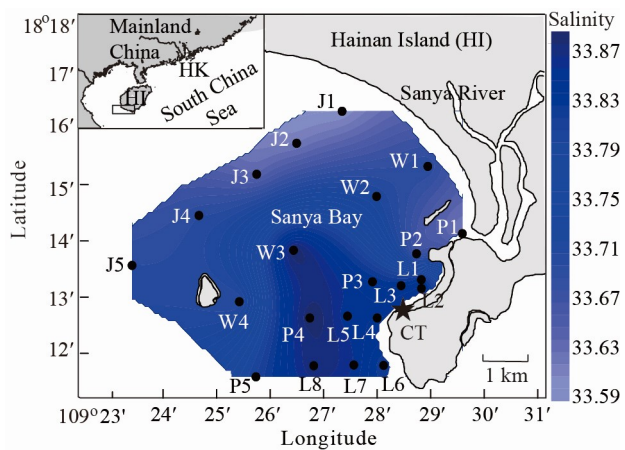 18°18′
17′
16′
15′
14′
13′
12′
Latitude
Mainland
China
HK
HI
South China
Sea
Hainan Island (HI)
Sanya River
Salinity
33.87
33.83
33.79
33.75
33.71
33.67
33.63
33.59
J1
J2
J3
J4
J5
W1
W2
Sanya Bay
W3
W4
P1
P2
P3
P4
P5
L1
L2
L3
L4
L5
L6
L7
L8
CT
1 km
109°23′
24′
25′
26′
27′
28′
29′
30′
31′
Longitude